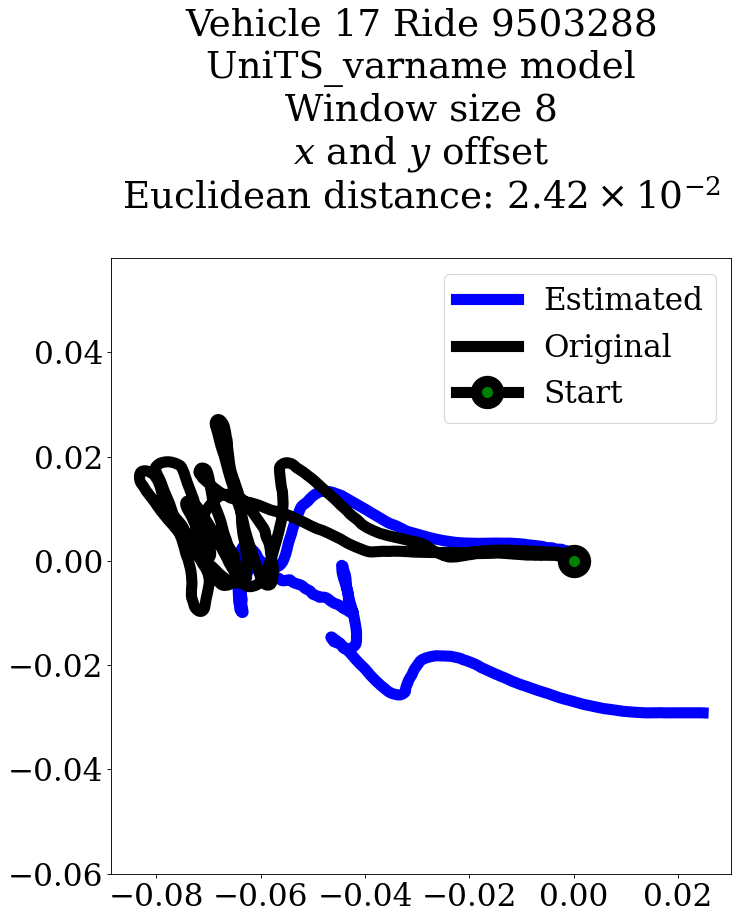 Vehicle 17 Ride 9503288
UniTS_varname model
Window size 8
x and y offset
Euclidean distance: 2.42 × 10⁻²
Estimated
Original
Start
0.04
0.02
0.00
−0.02
−0.04
−0.06
−0.08 −0.06 −0.04 −0.02 0.00 0.02